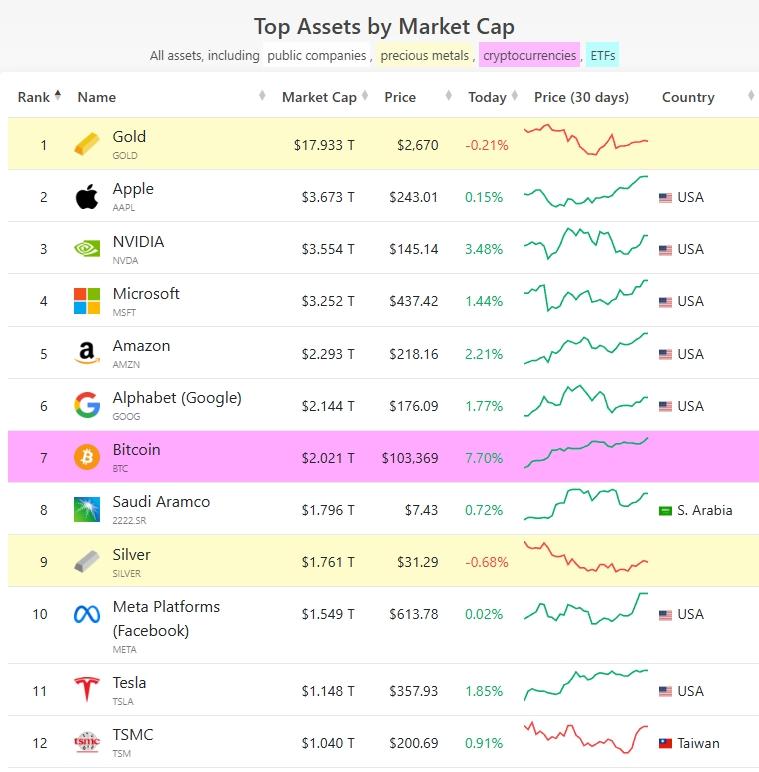 Top Assets by Market Cap
All assets, including public companies , precious metals , cryptocurrencies , ETFs
Rank Name Market Cap Price Today Price (30 days) Country
1 Gold $17.933 T $2,670 -0.21%
GOLD
2 Apple $3.673 T $243.01 0.15% USA
AAPL
3 NVIDIA $3.554 T $145.14 3.48% USA
NVDA
4 Microsoft $3.252 T $437.42 1.44% USA
MSFT
5 Amazon $2.293 T $218.16 2.21% USA
AMZN
6 Alphabet (Google) $2.144 T $176.09 1.77% USA
GOOG
7 Bitcoin $2.021 T $103,369 7.70%
BTC
8 Saudi Aramco $1.796 T $7.43 0.72% S. Arabia
2222.SR
9 Silver $1.761 T $31.29 -0.68%
SILVER
10 Meta Platforms $1.549 T $613.78 0.02% USA
(Facebook)
META
11 Tesla $1.148 T $357.93 1.85% USA
TSLA
12 tsmc TSMC $1.040 T $200.69 0.91% Taiwan
TSM